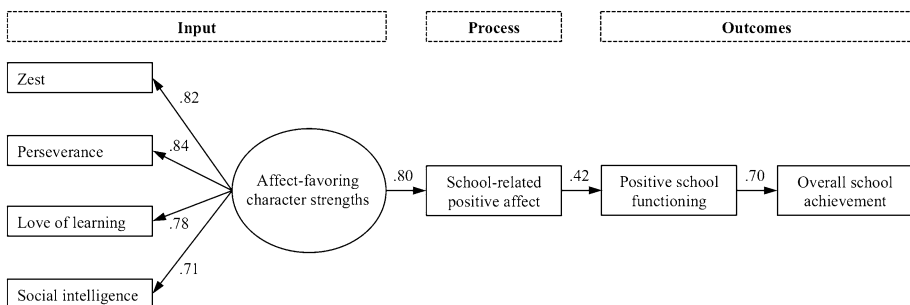 Input
Process
Outcomes
Zest
.82
Perseverance
.84
Affect-favoring
character strengths
.80
School-related
positive affect
.42
Positive school
functioning
.70
Overall school
achievement
Love of learning
.78
.71
Social intelligence